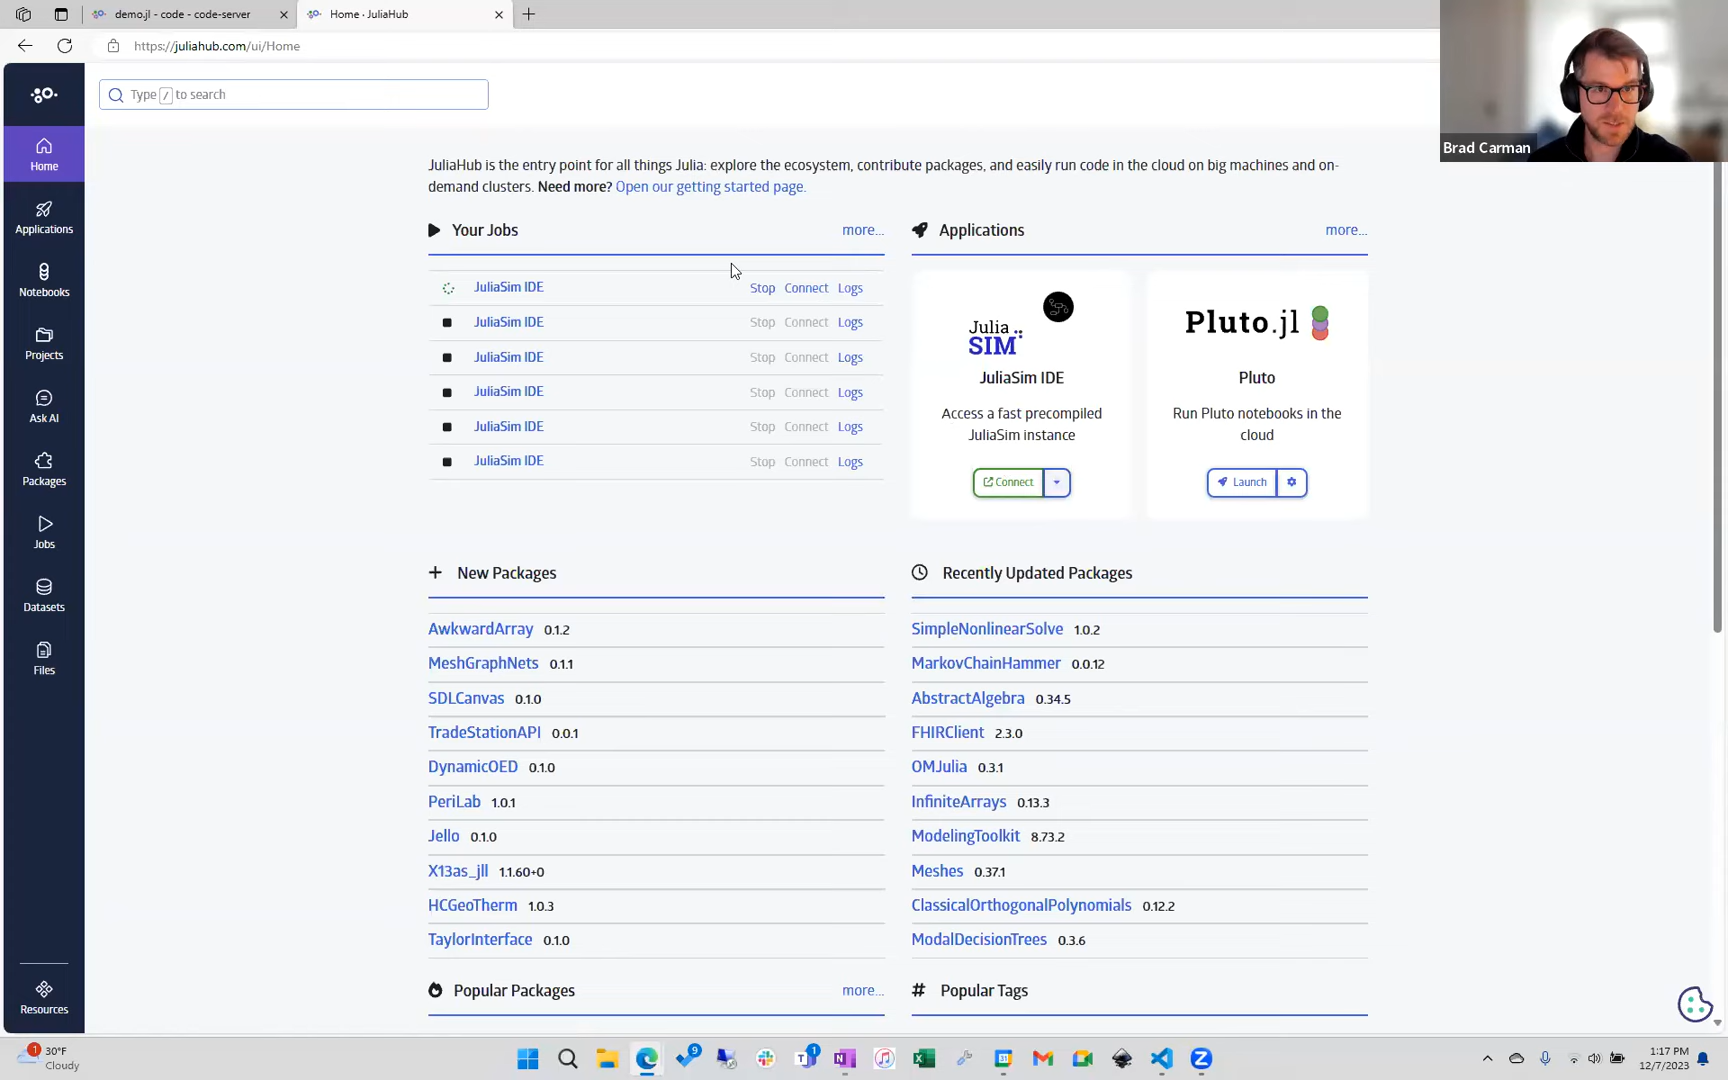 demo.jl - code - code-server
Home · JuliaHub
https://juliahub.com/ui/Home
Brad Carman
Type / to search
Home
Applications
Notebooks
Projects
Ask AI
Packages
Jobs
Datasets
Files
Resources
JuliaHub is the entry point for all things Julia: explore the ecosystem, contribute packages, and easily run code in the cloud on big machines and on-
demand clusters. Need more? Open our getting started page.
Your Jobs more...
JuliaSim IDE Stop Connect Logs
JuliaSim IDE Stop Connect Logs
JuliaSim IDE Stop Connect Logs
JuliaSim IDE Stop Connect Logs
JuliaSim IDE Stop Connect Logs
JuliaSim IDE Stop Connect Logs
Applications more...
Julia
SIM
JuliaSim IDE
Access a fast precompiled
JuliaSim instance
Connect
Pluto.jl
Pluto
Run Pluto notebooks in the
cloud
Launch
New Packages
AwkwardArray 0.1.2
MeshGraphNets 0.1.1
SDLCanvas 0.1.0
TradeStationAPI 0.0.1
DynamicOED 0.1.0
PeriLab 1.0.1
Jello 0.1.0
X13as_jll 1.1.60+0
HCGeoTherm 1.0.3
TaylorInterface 0.1.0
Recently Updated Packages
SimpleNonlinearSolve 1.0.2
MarkovChainHammer 0.0.12
AbstractAlgebra 0.34.5
FHIRClient 2.3.0
OMJulia 0.3.1
InfiniteArrays 0.13.3
ModelingToolkit 8.73.2
Meshes 0.37.1
ClassicalOrthogonalPolynomials 0.12.2
ModalDecisionTrees 0.3.6
Popular Packages more...
Popular Tags
1
30°F
Cloudy
9
1
31
1:17 PM
12/7/2023